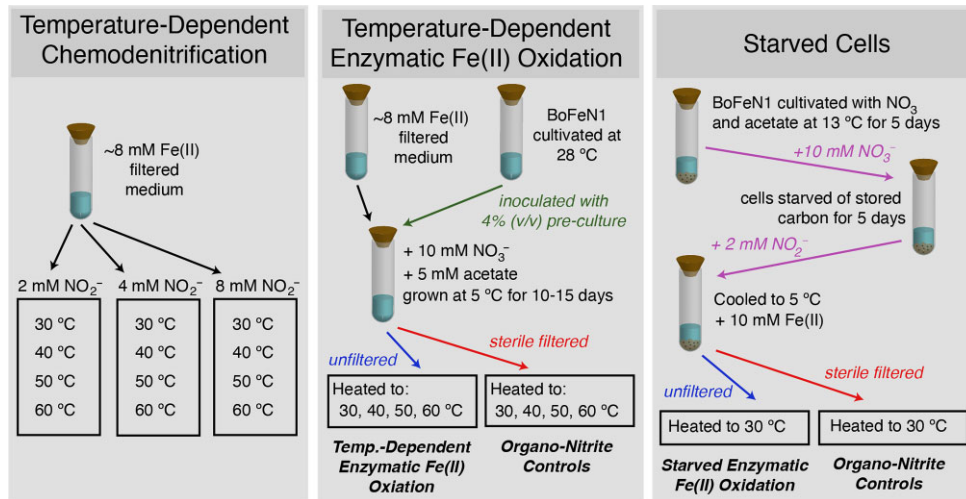 Temperature-Dependent
Chemodenitrification
~8 mM Fe(II)
filtered
medium
2 mM NO₂⁻
4 mM NO₂⁻
8 mM NO₂⁻
30 ºC
40 ºC
50 ºC
60 ºC
30 ºC
40 ºC
50 ºC
60 ºC
30 ºC
40 ºC
50 ºC
60 ºC
Temperature-Dependent
Enzymatic Fe(II) Oxidation
~8 mM Fe(II)
filtered
medium
BoFeN1
cultivated at
28 ºC
inoculated with
4% (v/v) pre-culture
+ 10 mM NO₃⁻
+ 5 mM acetate
grown at 5 ºC for 10-15 days
unfiltered
sterile filtered
Heated to:
30, 40, 50, 60 ºC
Heated to:
30, 40, 50, 60 ºC
Temp.-Dependent
Enzymatic Fe(II)
Oxiation
Organo-Nitrite
Controls
Starved Cells
BoFeN1 cultivated with NO₃
and acetate at 13 ºC for 5 days
+10 mM NO₃⁻
cells starved of stored
carbon for 5 days
+ 2 mM NO₂⁻
Cooled to 5 ºC
+ 10 mM Fe(II)
unfiltered
sterile filtered
Heated to 30 ºC
Heated to 30 ºC
Starved Enzymatic
Fe(II) Oxidation
Organo-Nitrite
Controls